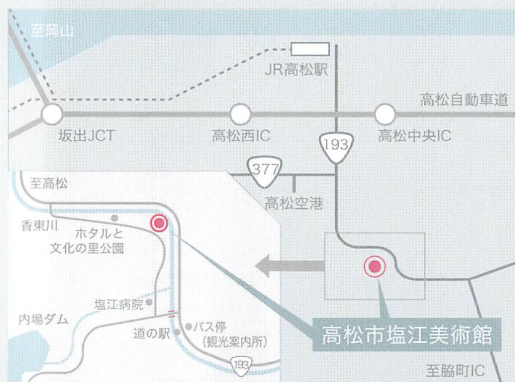 至岡山
JR高松駅
高松自動車道
坂出JCT
高松西IC
高松中央IC
193
377
高松空港
至高松
香東川
ホタルと
文化の里公園
塩江病院
内場ダム
道の駅
バス停
(観光案内所)
193
高松市塩江美術館
至脇町IC